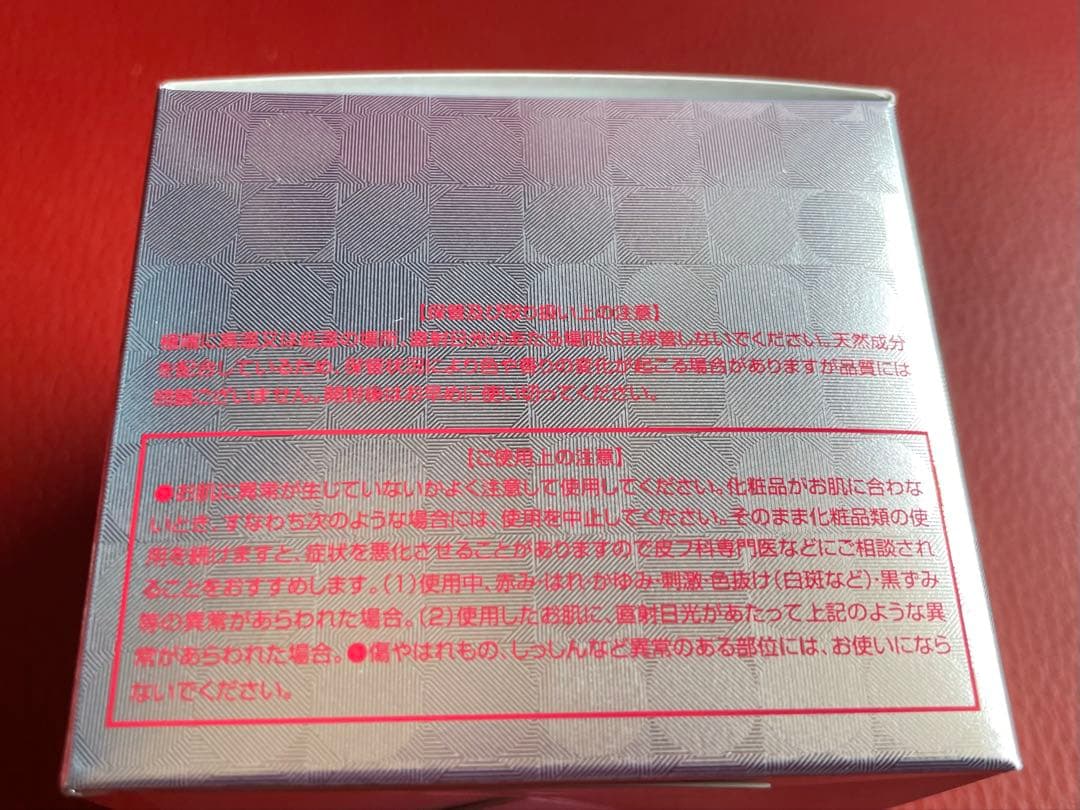 【保管及び取り扱い上の注意】
極端に高温又は低温の場所、直射日光のあたる場所には保管しないでください。天然成分
を配合しているため、保管状況により色や香りの変化が起こる場合がありますが品質には
問題ございません。開封後はお早めに使い切ってください。
【ご使用上の注意】
●お肌に異常が生じていないかよく注意して使用してください。化粧品がお肌に合わな
いとき、すなわち次のような場合には、使用を中止してください。そのまま化粧品類の使
用を続けますと、症状を悪化させることがありますので皮フ科専門医などにご相談され
ることをおすすめします。(1)使用中、赤み・はれ・かゆみ・刺激・色抜け(白斑など)・黒ずみ
等の異常があらわれた場合。(2)使用したお肌に、直射日光があたって上記のような異
常があらわれた場合。●傷やはれもの しっしんなど異常のある部位には、お使いになら
ないでください。